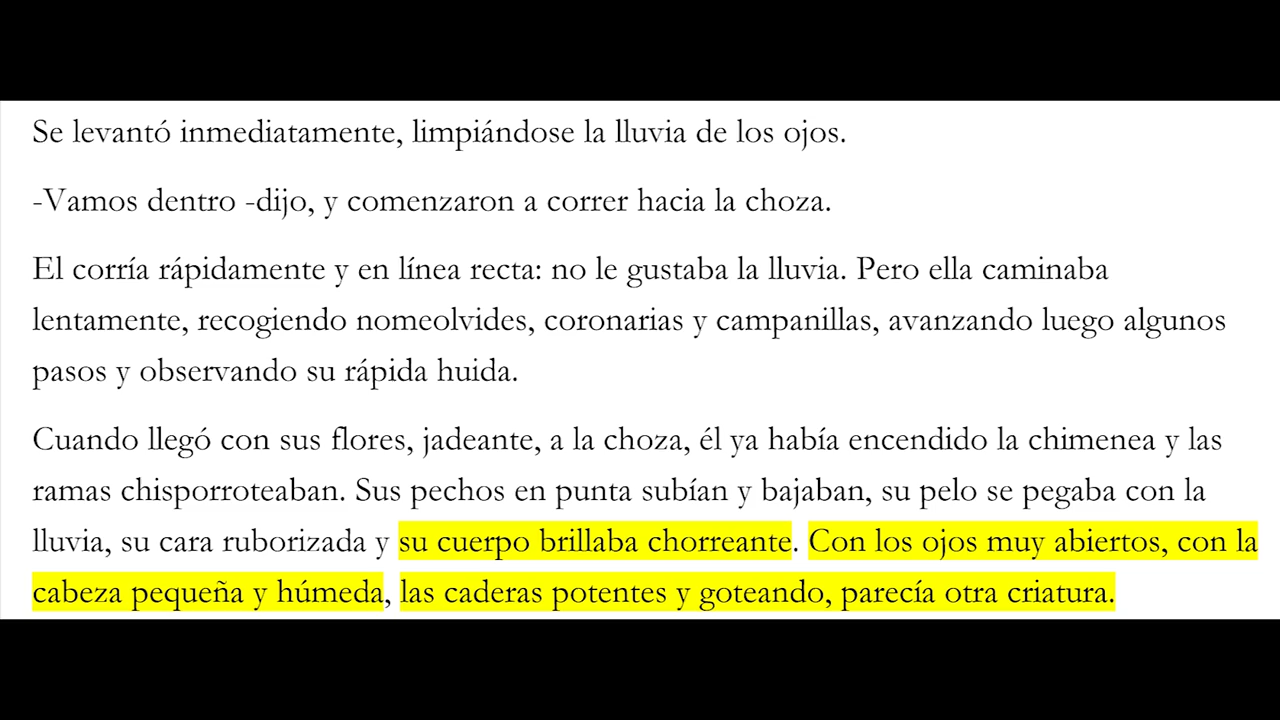 Se levantó inmediatamente, limpiándose la lluvia de los ojos.
-Vamos dentro -dijo, y comenzaron a correr hacia la choza.
El corría rápidamente y en línea recta: no le gustaba la lluvia. Pero ella caminaba
lentamente, recogiendo nomeolvides, coronarias y campanillas, avanzando luego algunos
pasos y observando su rápida huida.
Cuando llegó con sus flores, jadeante, a la choza, él ya había encendido la chimenea y las
ramas chisporroteaban. Sus pechos en punta subían y bajaban, su pelo se pegaba con la
lluvia, su cara ruborizada y su cuerpo brillaba chorreante. Con los ojos muy abiertos, con la
cabeza pequeña y húmeda, las caderas potentes y goteando, parecía otra criatura.